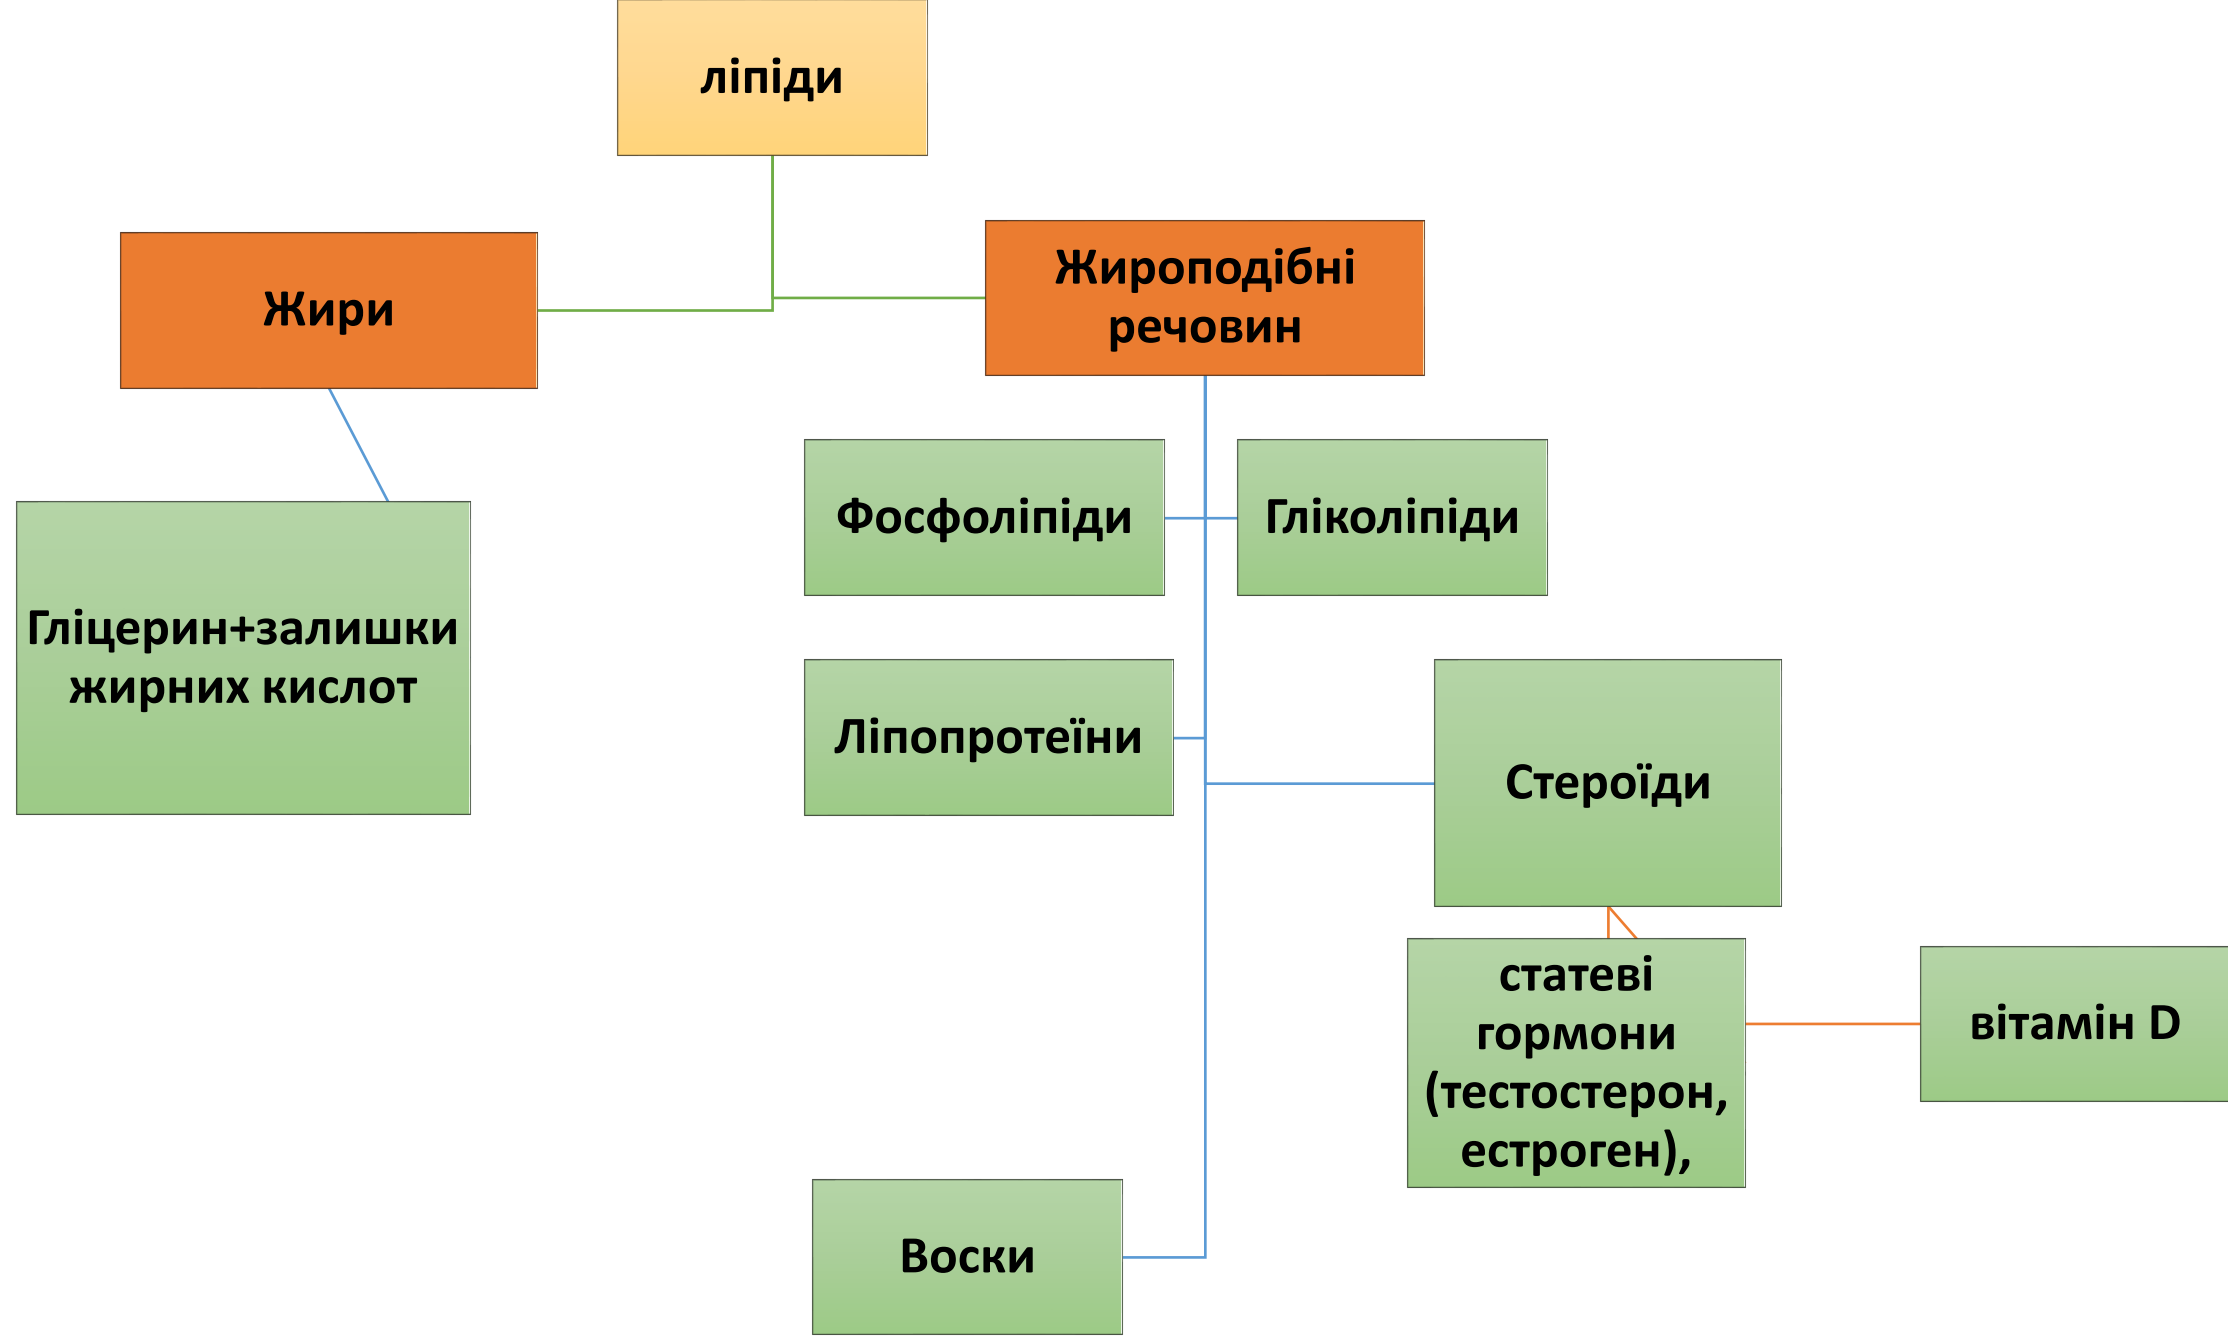 ліпіди
Жири
Жироподібні
речовин
Фосфоліпіди
Гліколіпіди
Гліцерин+залишки
жирних кислот
Ліпопротеїни
Стероїди
статеві
гормони
(тестостерон,
естроген),
вітамін D
Воски